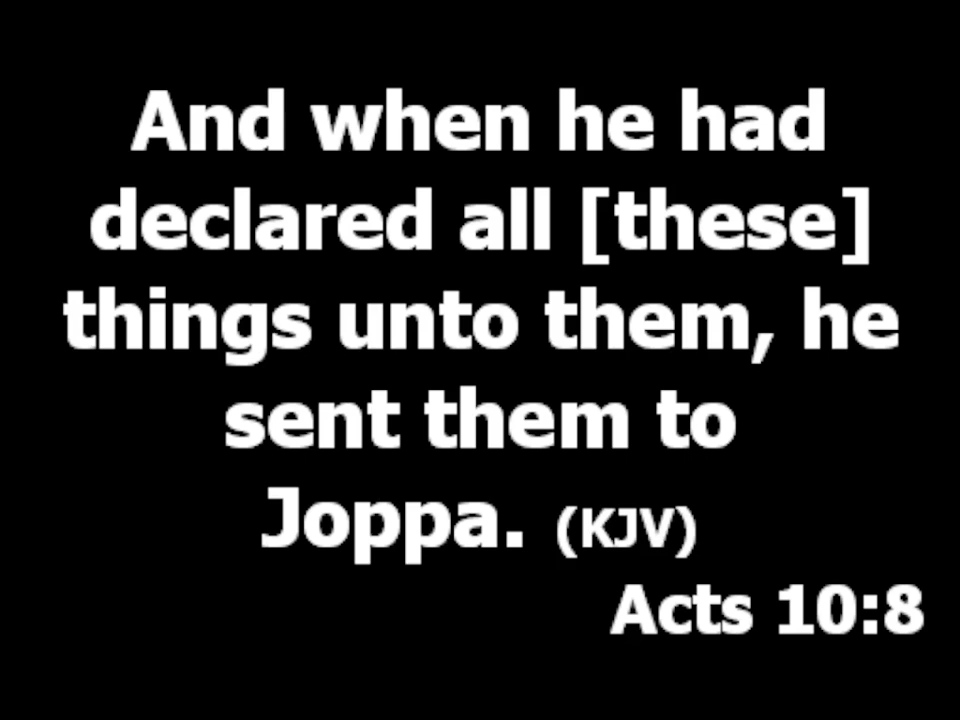 And when he had
declared all [these]
things unto them, he
sent them to
Joppa. (KJV)
Acts 10:8